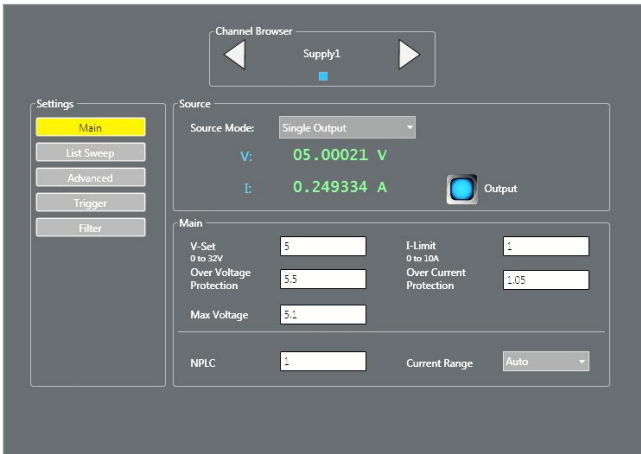 Channel Browser
Supply1
Settings
Main
List Sweep
Advanced
Trigger
Filter
Source
Source Mode: Single Output
V: 05.00021 V
I: 0.249334 A
Output
Main
V-Set 5 I-Limit 1
0 to 32V 0 to 10A
Over Voltage Over Current
Protection 5.5 Protection 1.05
Max Voltage 5.1
NPLC 1 Current Range Auto